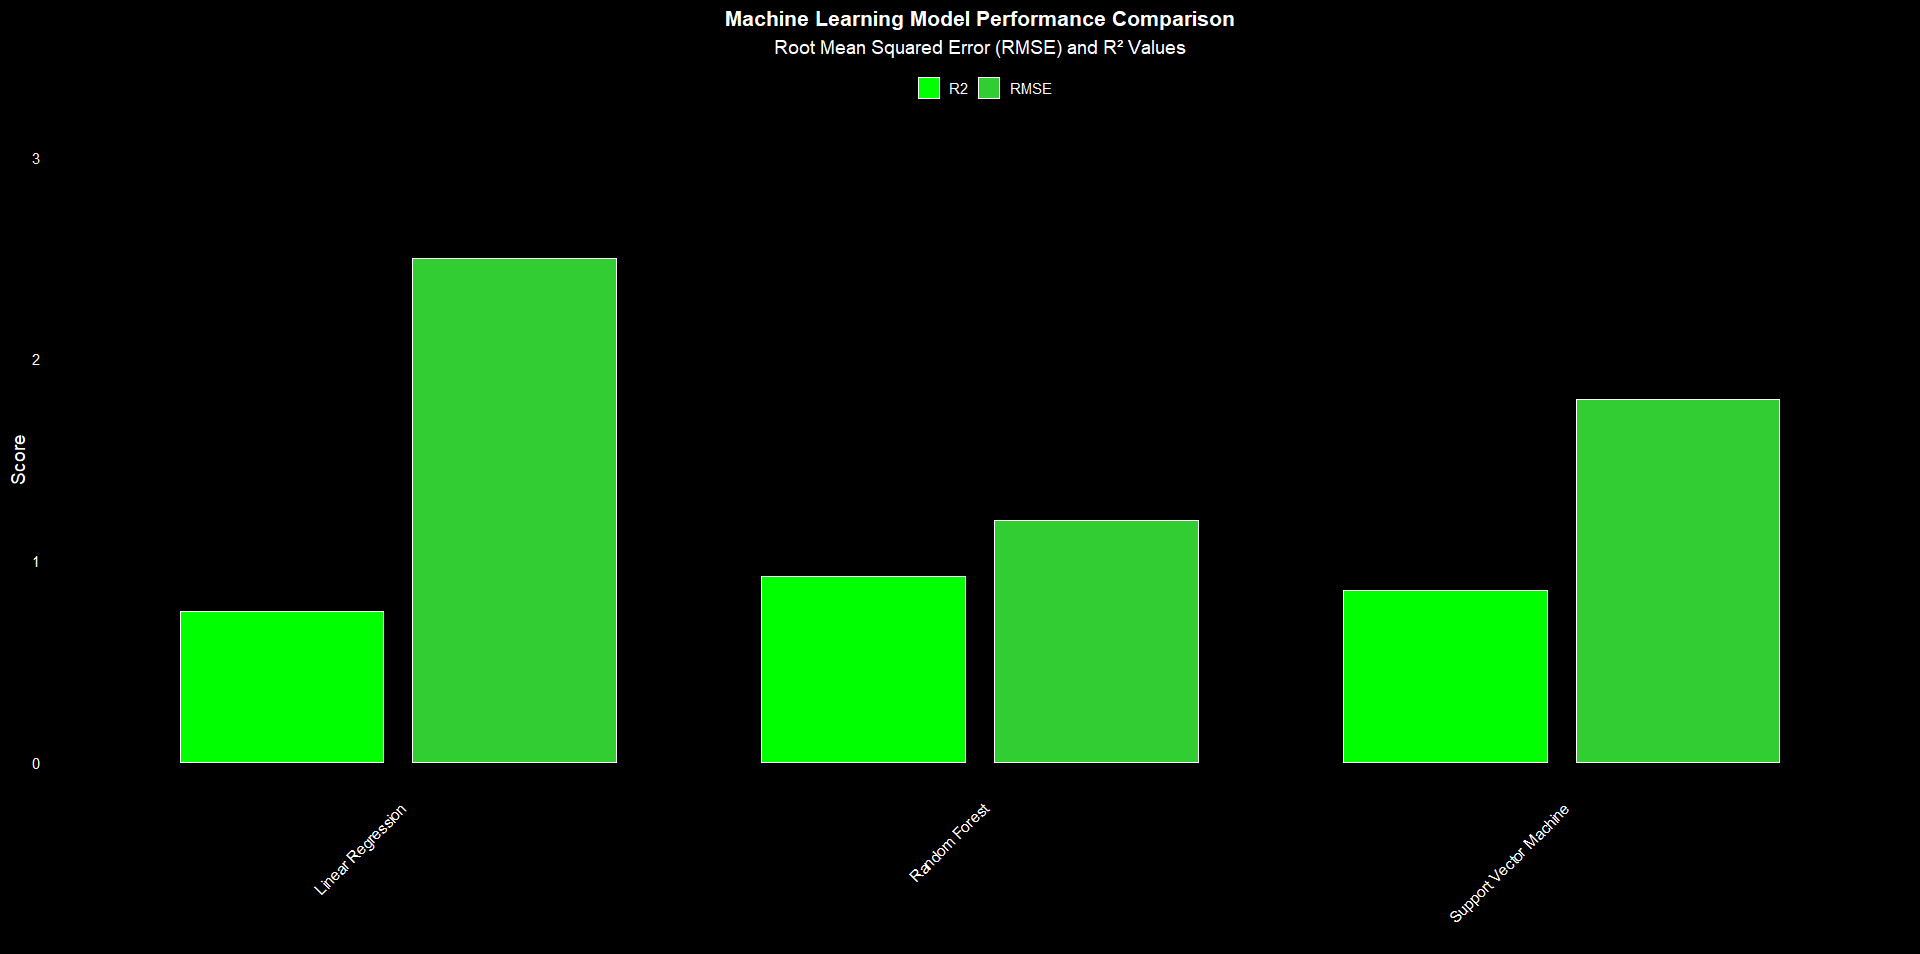 Machine Learning Model Performance Comparison
Root Mean Squared Error (RMSE) and R² Values
R2 RMSE
3
2
1
0
Score
Linear Regression
Random Forest
Support Vector Machine